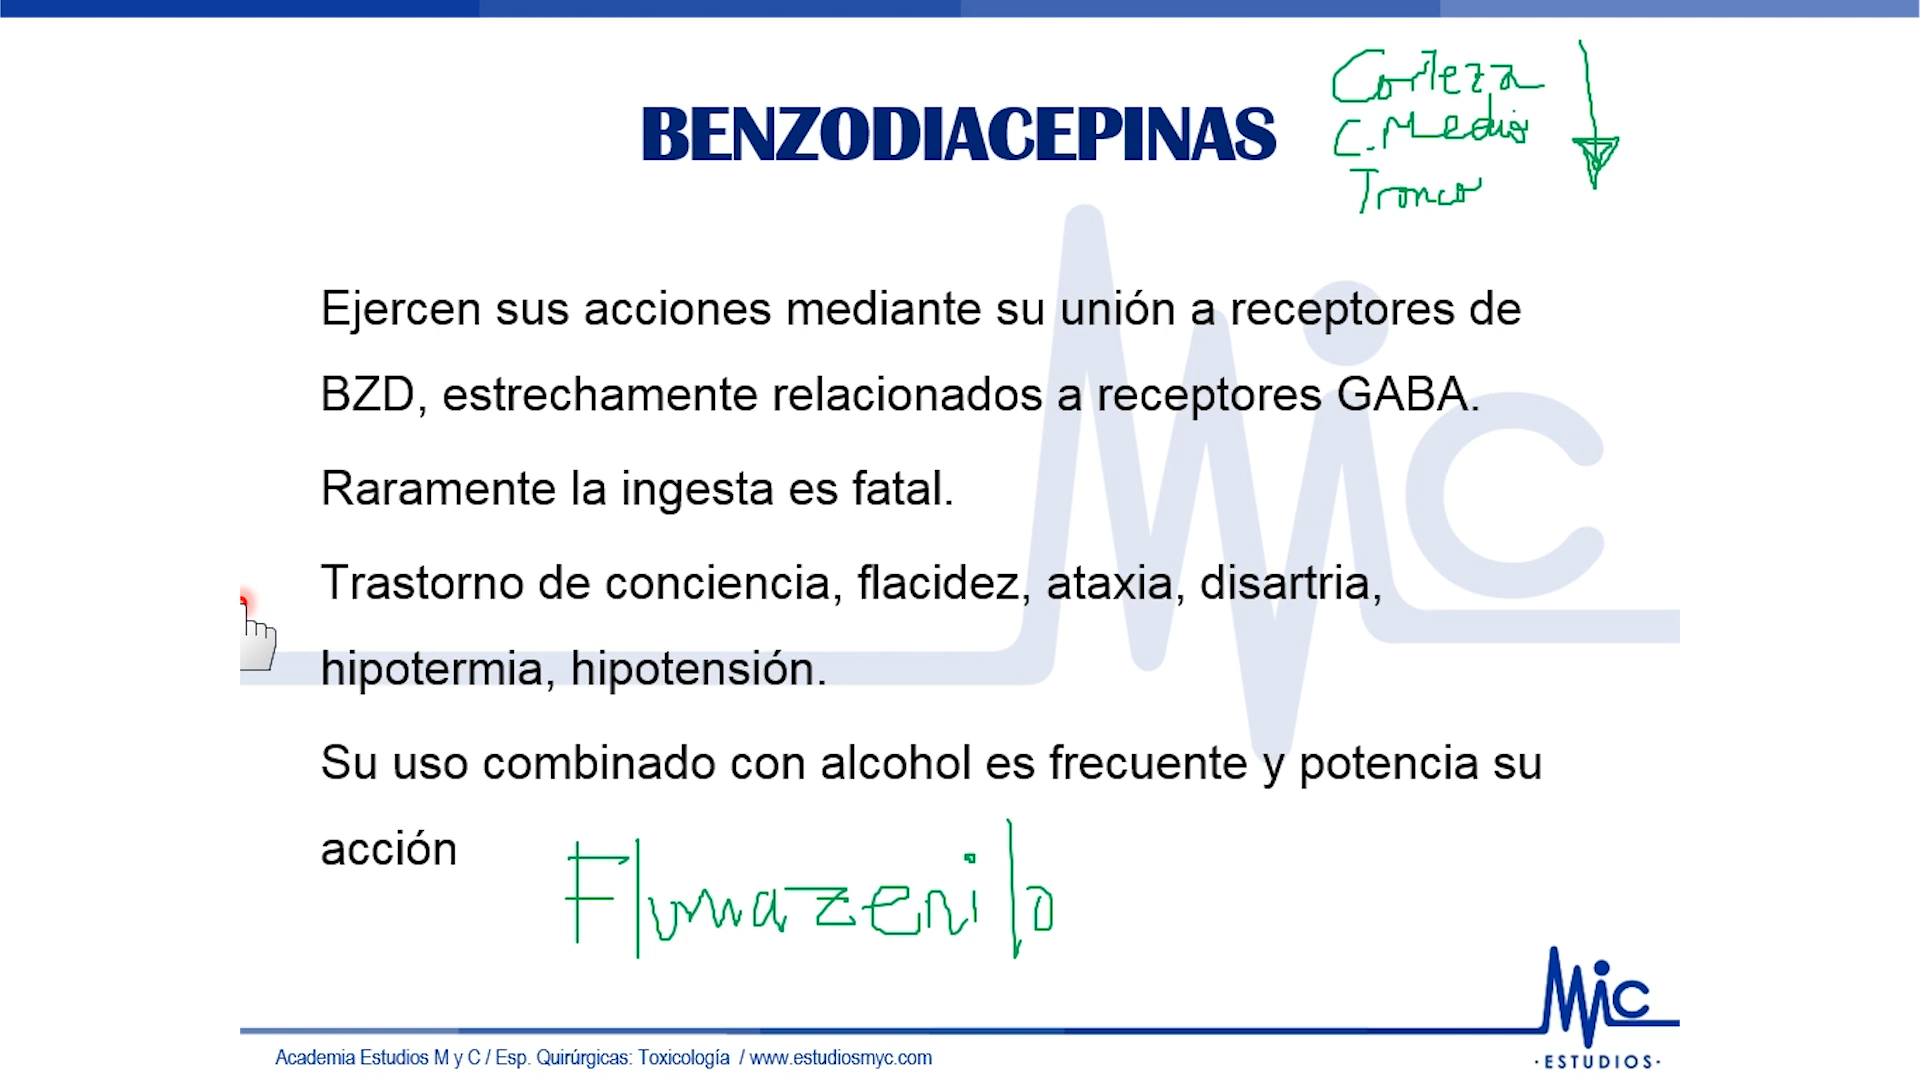 Corteza
C. Medio
Tronco
BENZODIACEPINAS
Ejercen sus acciones mediante su unión a receptores de
BZD, estrechamente relacionados a receptores GABA.
Raramente la ingesta es fatal.
Trastorno de conciencia, flacidez, ataxia, disartria,
hipotermia, hipotensión.
Su uso combinado con alcohol es frecuente y potencia su
acción
Flumazenilo
MiC
MiC
·ESTUDIOS·
Academia Estudios M y C / Esp. Quirúrgicas: Toxicología / www.estudiosmyc.com